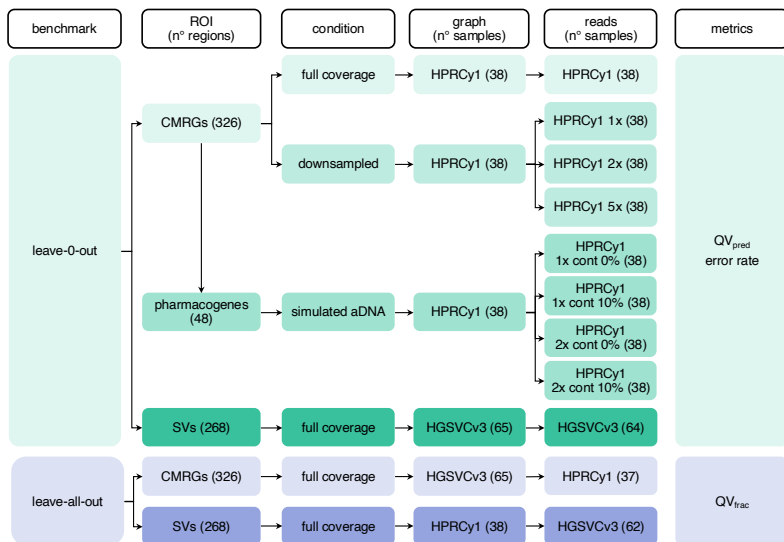 benchmark
ROI
(n° regions)
condition
graph
(n° samples)
reads
(n° samples)
metrics
leave-0-out
CMRGs (326)
full coverage
HPRCy1 (38)
HPRCy1 (38)
downsampled
HPRCy1 (38)
HPRCy1 1x (38)
HPRCy1 2x (38)
HPRCy1 5x (38)
pharmacogenes
(48)
simulated aDNA
HPRCy1 (38)
HPRCy1
1x cont 0% (38)
HPRCy1
1x cont 10% (38)
HPRCy1
2x cont 0% (38)
HPRCy1
2x cont 10% (38)
SVs (268)
full coverage
HGSVCv3 (65)
HGSVCv3 (64)
QVpred
error rate
leave-all-out
CMRGs (326)
full coverage
HGSVCv3 (65)
HPRCy1 (37)
SVs (268)
full coverage
HPRCy1 (38)
HGSVCv3 (62)
QVfrac